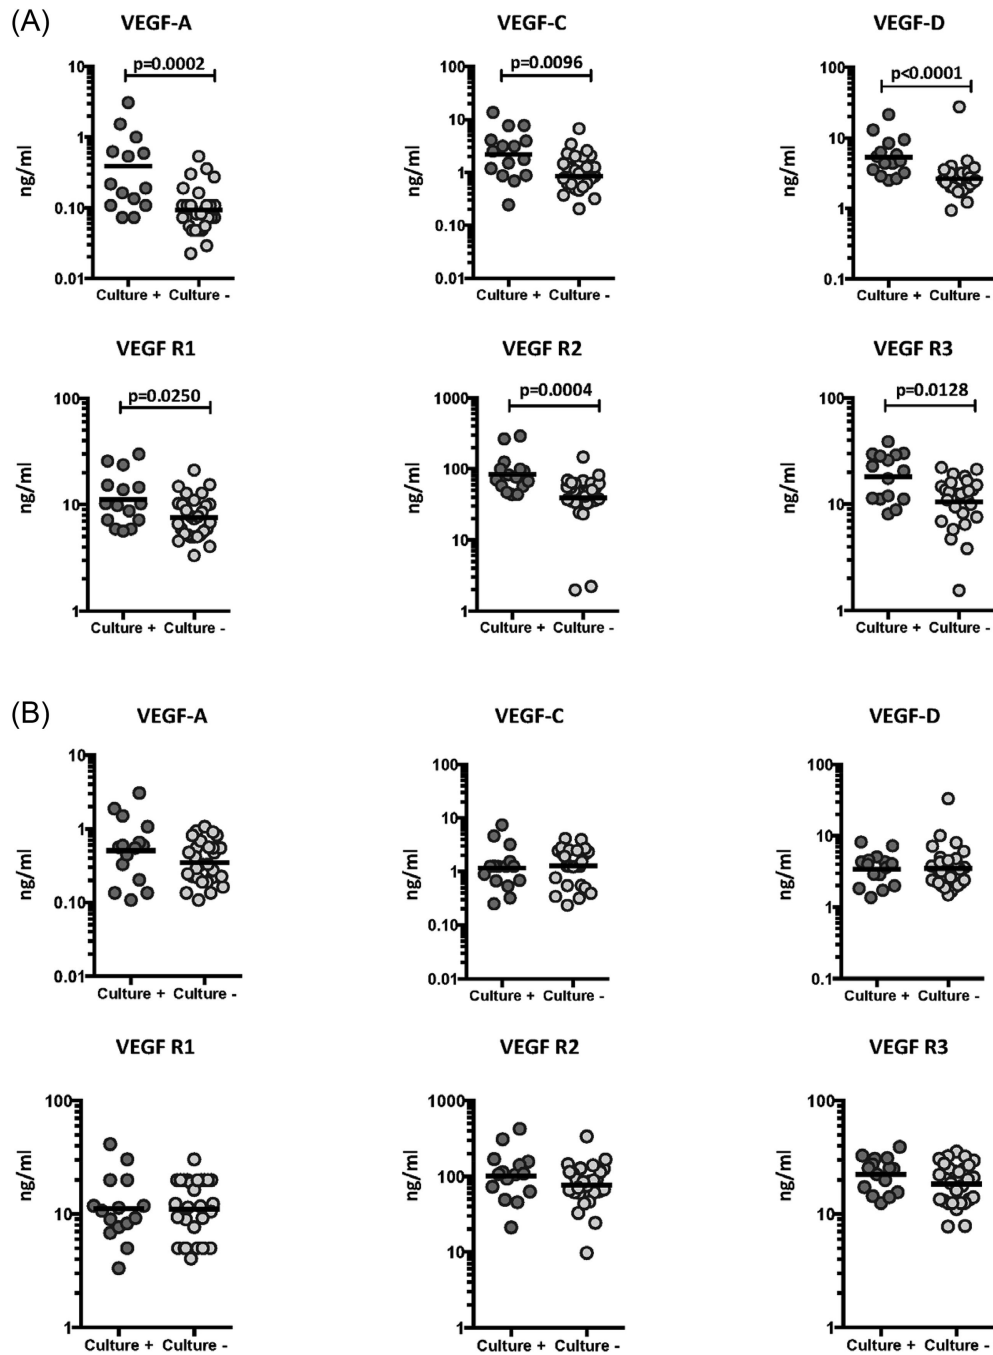 (A)
VEGF-A VEGF-C VEGF-D
p=0.0002 p=0.0096 p<0.0001
ng/ml 10 1 0.10 0.01
ng/ml 100 10 1 0.10 0.01
ng/ml 100 10 1 0.1
Culture + Culture - Culture + Culture - Culture + Culture -
VEGF R1 VEGF R2 VEGF R3
p=0.0250 p=0.0004 p=0.0128
ng/ml 100 10 1
ng/ml 1000 100 10 1
ng/ml 100 10 1
Culture + Culture - Culture + Culture - Culture + Culture -
(B)
VEGF-A VEGF-C VEGF-D
ng/ml 10 1 0.10 0.01
ng/ml 100 10 1 0.10 0.01
ng/ml 100 10 1 0.1
Culture + Culture - Culture + Culture - Culture + Culture -
VEGF R1 VEGF R2 VEGF R3
ng/ml 100 10 1
ng/ml 1000 100 10 1
ng/ml 100 10 1
Culture + Culture - Culture + Culture - Culture + Culture -